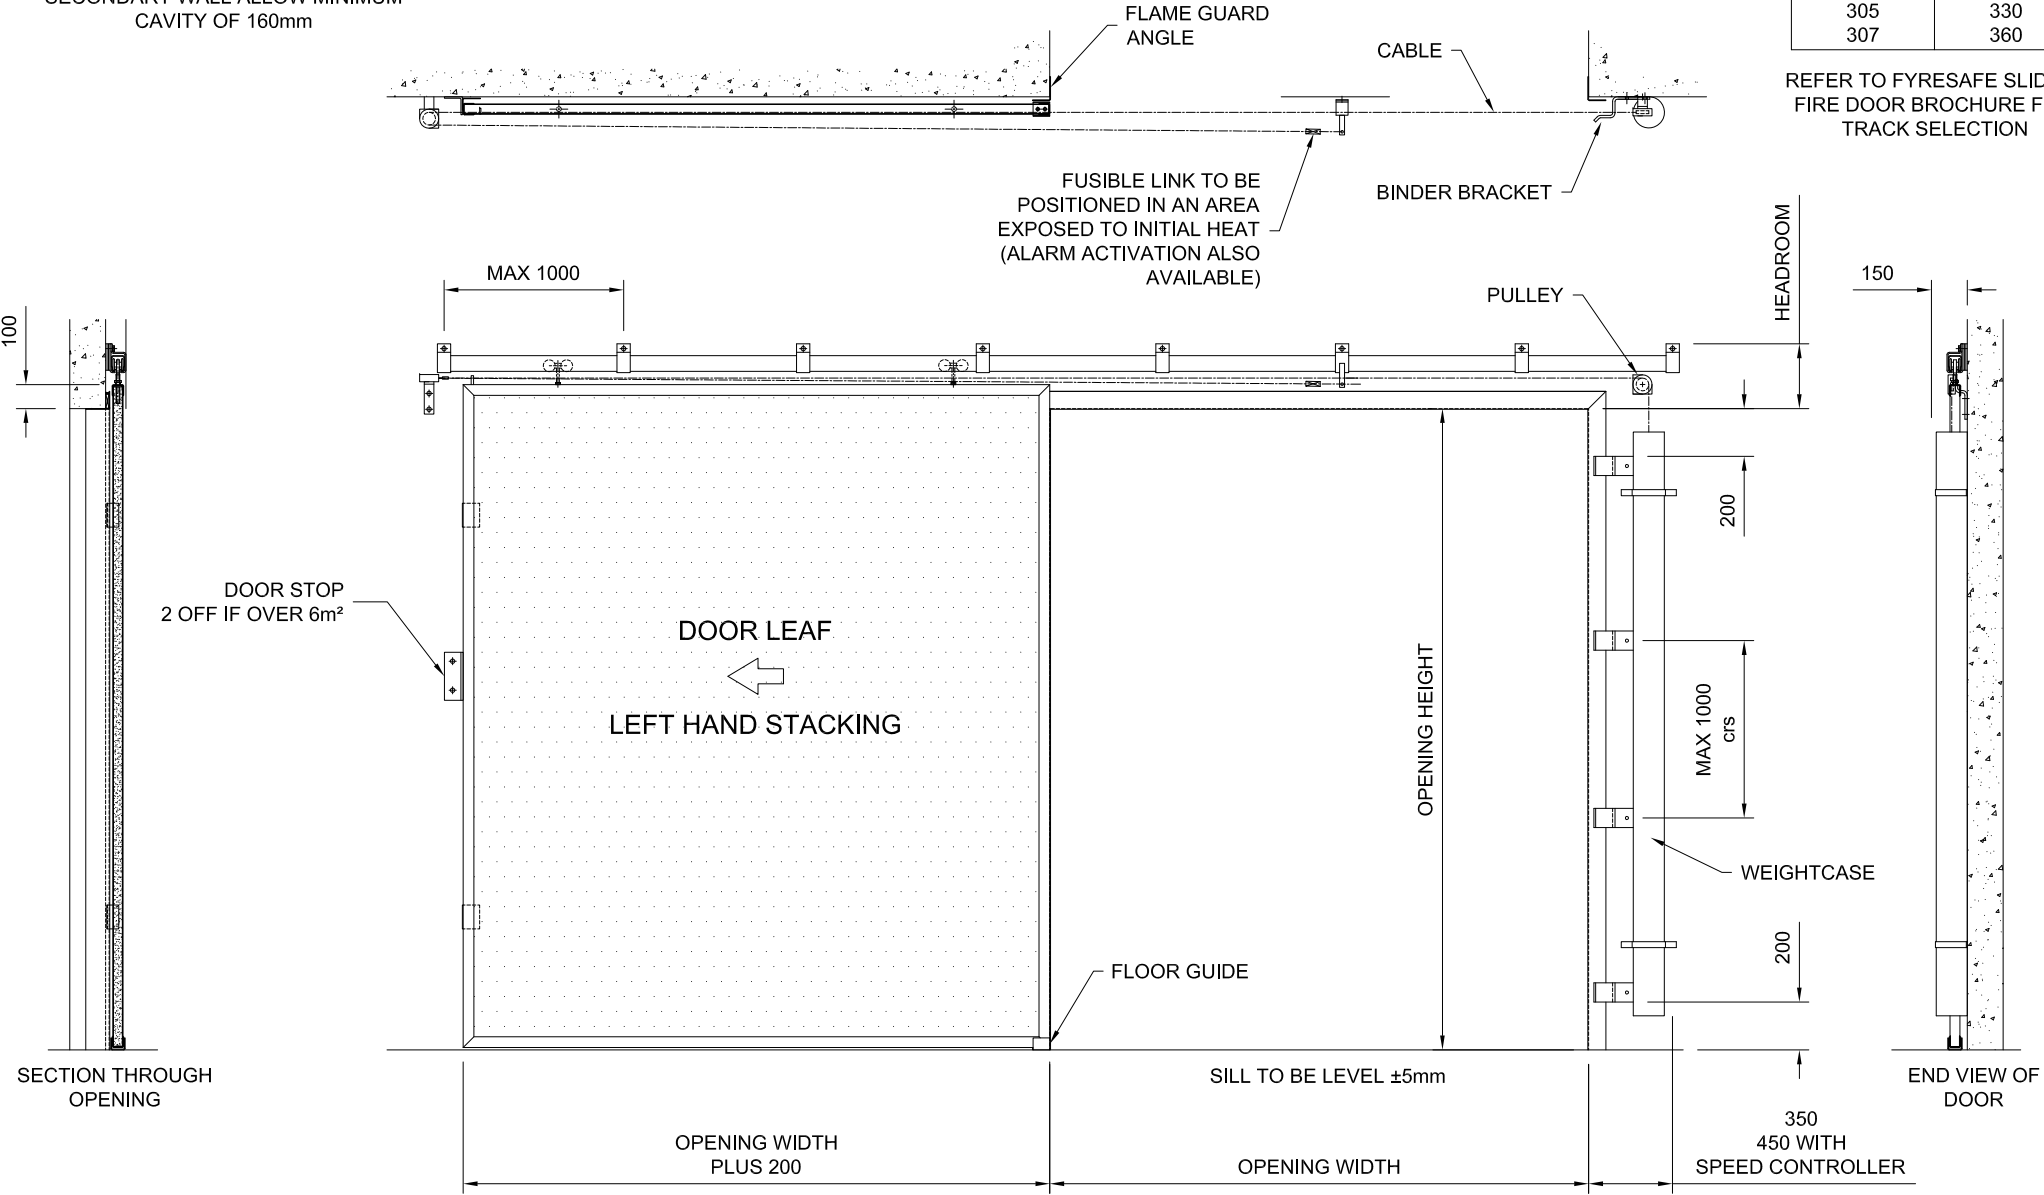 CAVITY OF 160mm
FLAME GUARD
ANGLE
CABLE
305 330
307 360
REFER TO FYRESAFE
FIRE DOOR BROCHURE
TRACK SELECTION
FUSIBLE LINK TO BE
POSITIONED IN AN AREA
EXPOSED TO INITIAL HEAT
(ALARM ACTIVATION ALSO
AVAILABLE)
BINDER BRACKET
HEADROOM
MAX 1000
PULLEY
150
100
200
DOOR STOP
2 OFF IF OVER 6m²
DOOR LEAF
LEFT HAND STACKING
OPENING HEIGHT
MAX 1000
crs
WEIGHTCASE
200
FLOOR GUIDE
SECTION THROUGH
OPENING
SILL TO BE LEVEL ±5mm
END VIEW OF
DOOR
OPENING WIDTH
PLUS 200
OPENING WIDTH
350
450 WITH
SPEED CONTROLLER